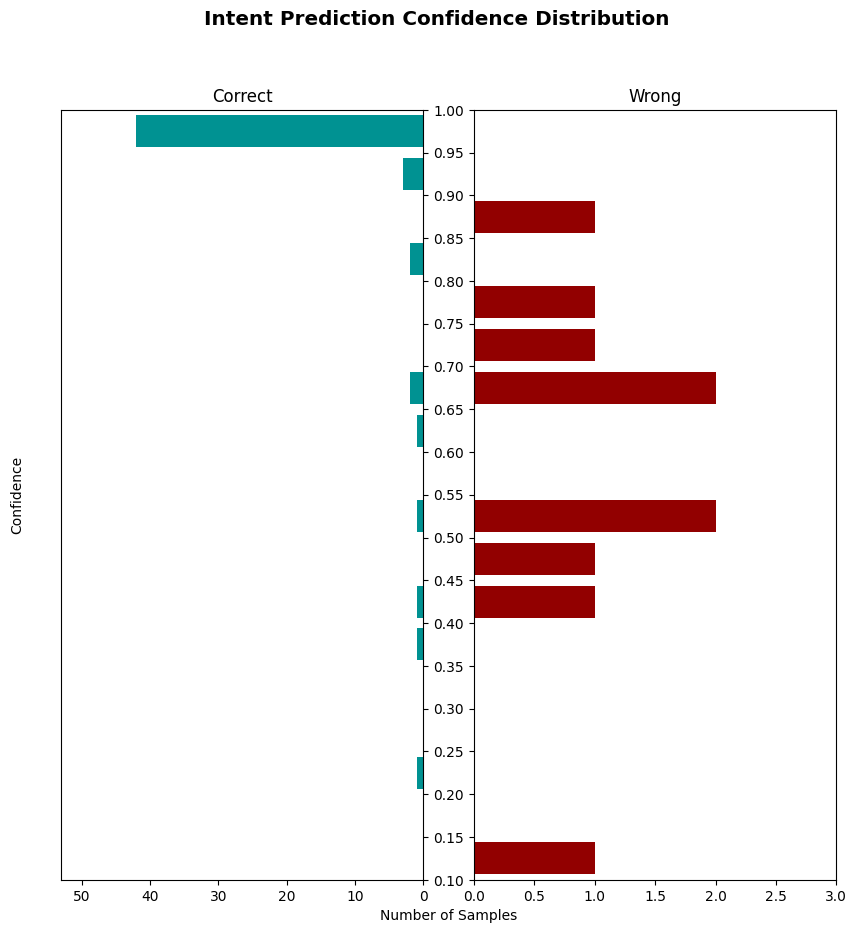 Intent Prediction Confidence Distribution
Correct
Wrong
1.00
0.95
0.90
0.85
0.80
0.75
0.70
0.65
0.60
0.55
0.50
0.45
0.40
0.35
0.30
0.25
0.20
0.15
0.10
Confidence
50 40 30 20 10 0
0.0 0.5 1.0 1.5 2.0 2.5 3.0
Number of Samples